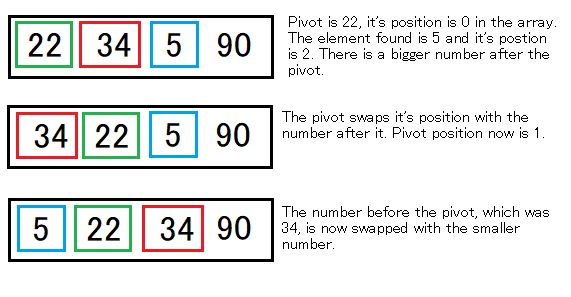 22 34 5 90
Pivot is 22, it's position is 0 in the array.
The element found is 5 and it's postion
is 2. There is a bigger number after the
pivot.
34 22 5 90
The pivot swaps it's position with the
number after it. Pivot position now is 1.
5 22 34 90
The number before the pivot, which was
34, is now swapped with the smaller
number.